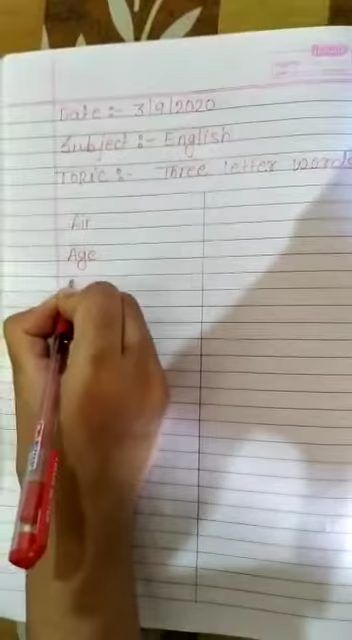 Date :- 3/9/2020
Subject :- English
Topic :- Three letter words
Air
Age